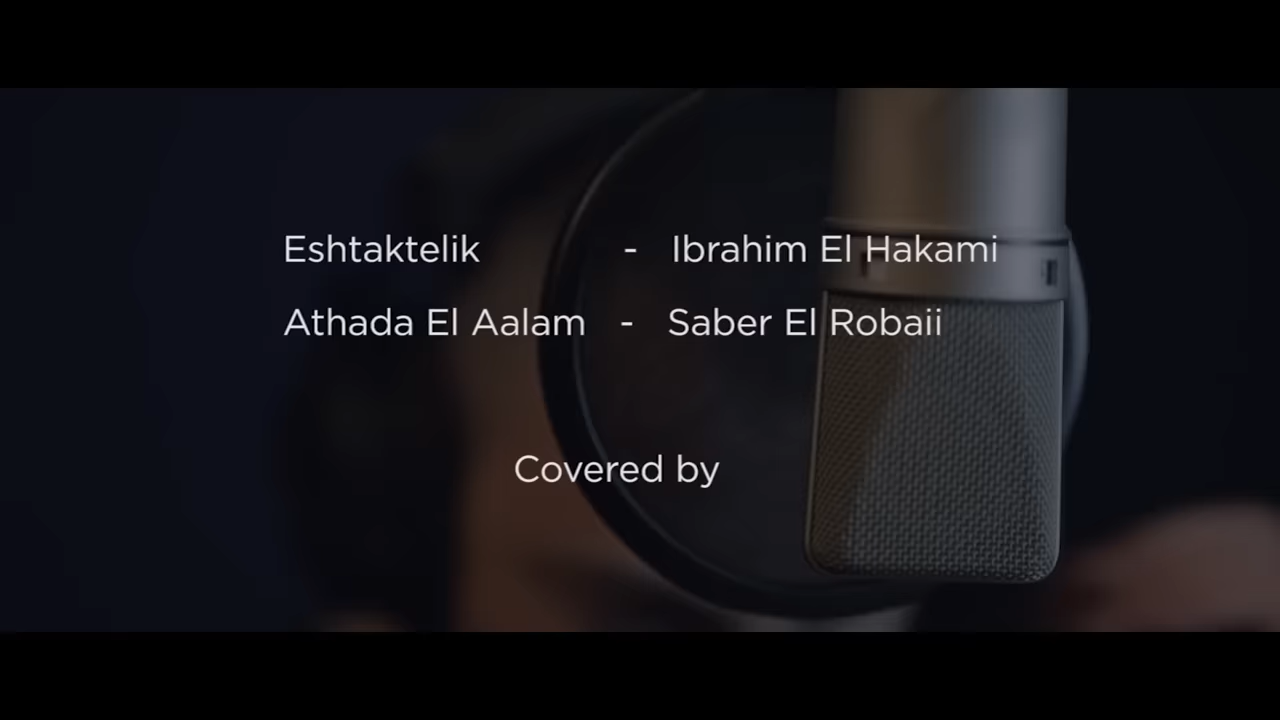 Eshtaktelik - Ibrahim El Hakami
Athada El Aalam - Saber El Robaii
Covered by